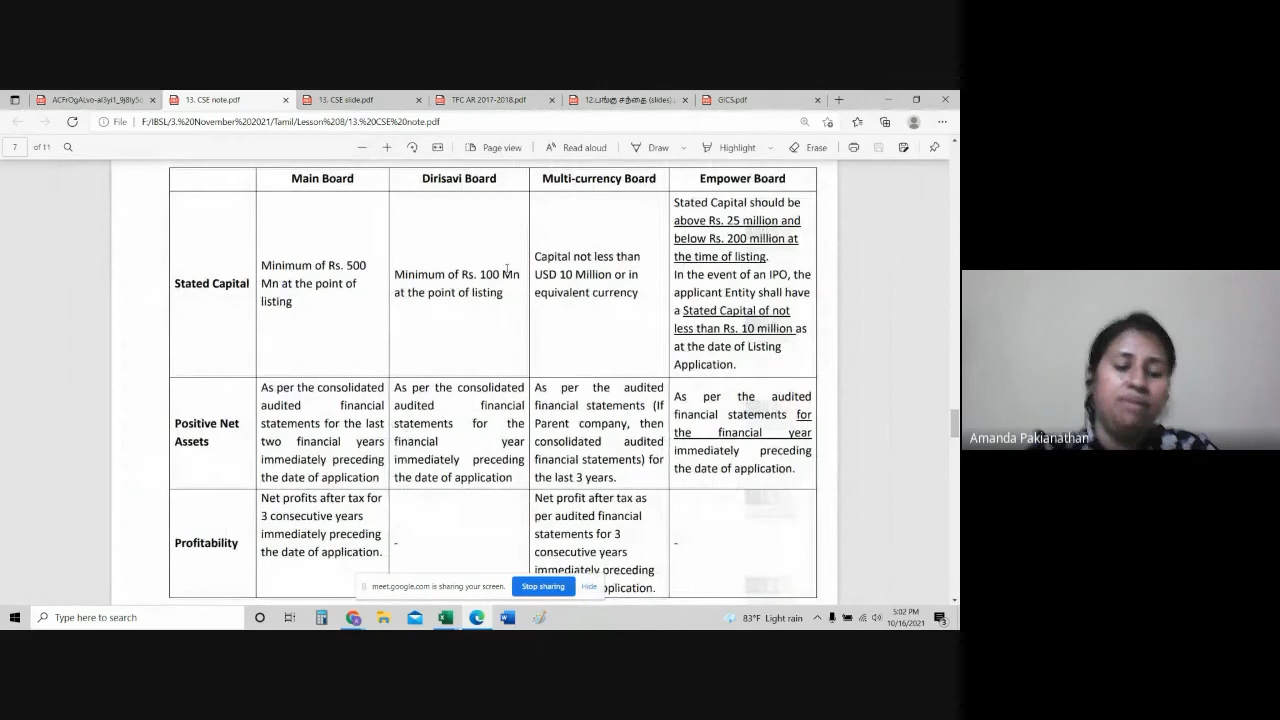 ACFrOgALvo-al3yi1_9j8ly5c
13. CSE note.pdf
13. CSE slide.pdf
TFC AR 2017-2018.pdf
12.பங்கு சந்தை (slides)
GICS.pdf
File
F:/IBSL/3.%20November%202021/Tamil/Lesson%208/13.%20CSE%20note.pdf
7 of 11
Page view
Read aloud
Draw
Highlight
Erase
Main Board
Dirisavi Board
Multi-currency Board
Empower Board
Stated Capital
Minimum of Rs. 500
Mn at the point of
listing
Minimum of Rs. 100 Mn
at the point of listing
Capital not less than
USD 10 Million or in
equivalent currency
Stated Capital should be
above Rs. 25 million and
below Rs. 200 million at
the time of listing.
In the event of an IPO, the
applicant Entity shall have
a Stated Capital of not
less than Rs. 10 million as
at the date of Listing
Application.
Positive Net
Assets
As per the consolidated
audited financial
statements for the last
two financial years
immediately preceding
the date of application
As per the consolidated
audited financial
statements for the
financial year
immediately preceding
the date of application
As per the audited
financial statements (If
Parent company, then
consolidated audited
financial statements) for
the last 3 years.
As per the audited
financial statements for
the financial year
immediately preceding
the date of application.
Profitability
Net profits after tax for
3 consecutive years
immediately preceding
the date of application.
-
Net profit after tax as
per audited financial
statements for 3
consecutive years
immediately preceding
pplication.
-
meet.google.com is sharing your screen.
Stop sharing
Hide
Type here to search
83°F Light rain
5:02 PM
10/16/2021
3
Amanda Pakianathan